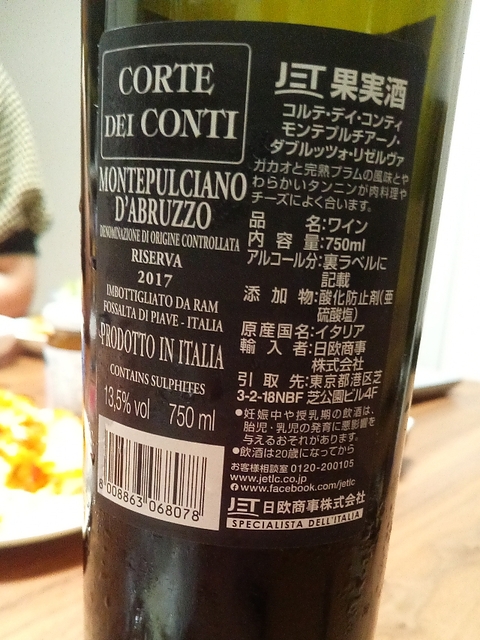 CORTE
DEI CONTI
MONTEPULCIANO
D'ABRUZZO
DENOMINAZIONE DI ORIGINE CONTROLLATA
RISERVA
2017
IMBOTTIGLIATO DA RAM
FOSSALTA DI PIAVE - ITALIA
PRODOTTO IN ITALIA
CONTAINS SULPHITES
13,5% vol 750 ml
8 008863 068078
JET 果実酒
コルテ・ディ・コンティ
モンテプルチアーノ・
ダブルッツォ・リゼルヴァ
カカオと完熟プラムの風味とや
わらかいタンニンが肉料理や
チーズによく合います。
品 名:ワイン
内 容 量:750ml
アルコール分:裏ラベルに
記載
添 加 物:酸化防止剤(亜
硫酸塩)
原産国名:イタリア
輸 入 者:日欧商事
株式会社
引 取 先:東京都港区芝
3-2-18NBF 芝公園ビル4F
●妊娠中や授乳期の飲酒は、
胎児・乳児の発育に悪影響を
与えるおそれがあります。
●飲酒は20歳になってから
お客様相談室 0120-200105
www.jetlc.co.jp
www.facebook.com/jetlc
JET 日欧商事株式会社
SPECIALISTA DELL'ITALIA